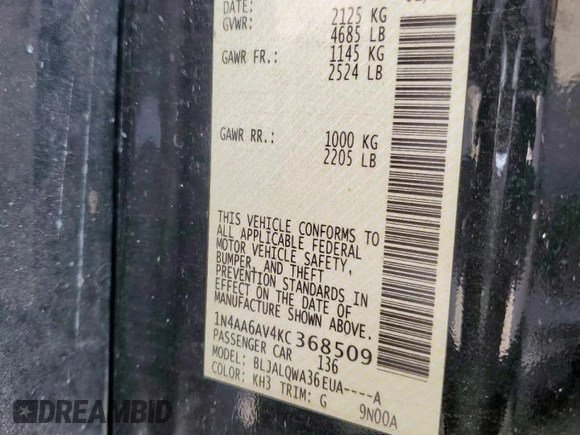 DATE:
GVWR: 2125 KG
4685 LB
GAWR FR.: 1145 KG
2524 LB
GAWR RR.: 1000 KG
2205 LB
THIS VEHICLE CONFORMS TO
ALL APPLICABLE FEDERAL
MOTOR VEHICLE SAFETY,
BUMPER, AND THEFT
PREVENTION STANDARDS IN
EFFECT ON THE DATE OF
MANUFACTURE SHOWN ABOVE.
1N4AA6AV4KC368509
PASSENGER CAR 136
MODEL: BLJALQWA36EUA----A
COLOR: KH3 TRIM: G 9N00A
DREAMBID